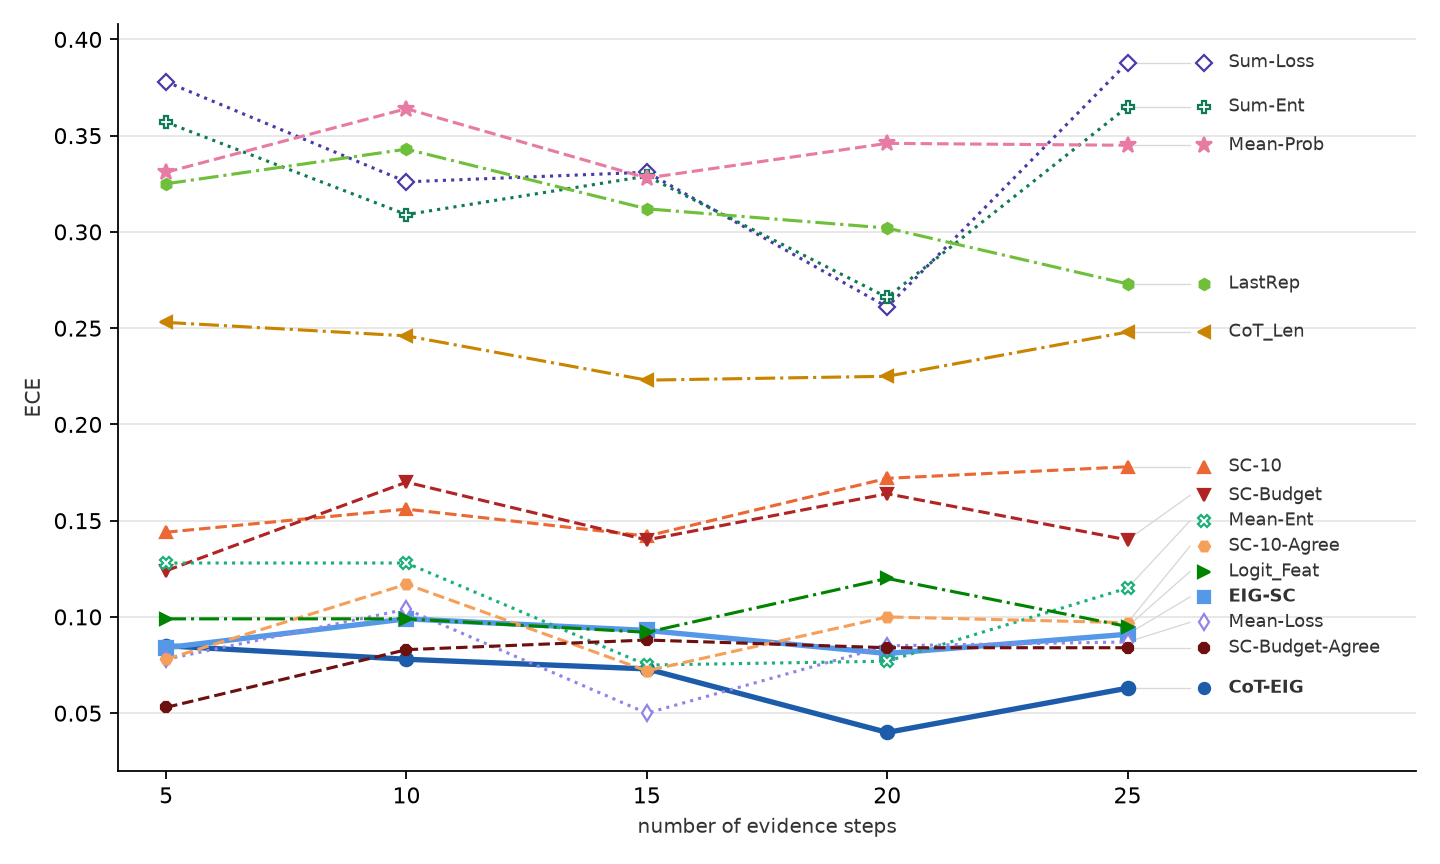 0.40
0.35
0.30
0.25
0.20
0.15
0.10
0.05
ECE
5 10 15 20 25
number of evidence steps
Sum-Loss
Sum-Ent
Mean-Prob
LastRep
CoT_Len
SC-10
SC-Budget
Mean-Ent
SC-10-Agree
Logit_Feat
EIG-SC
Mean-Loss
SC-Budget-Agree
CoT-EIG